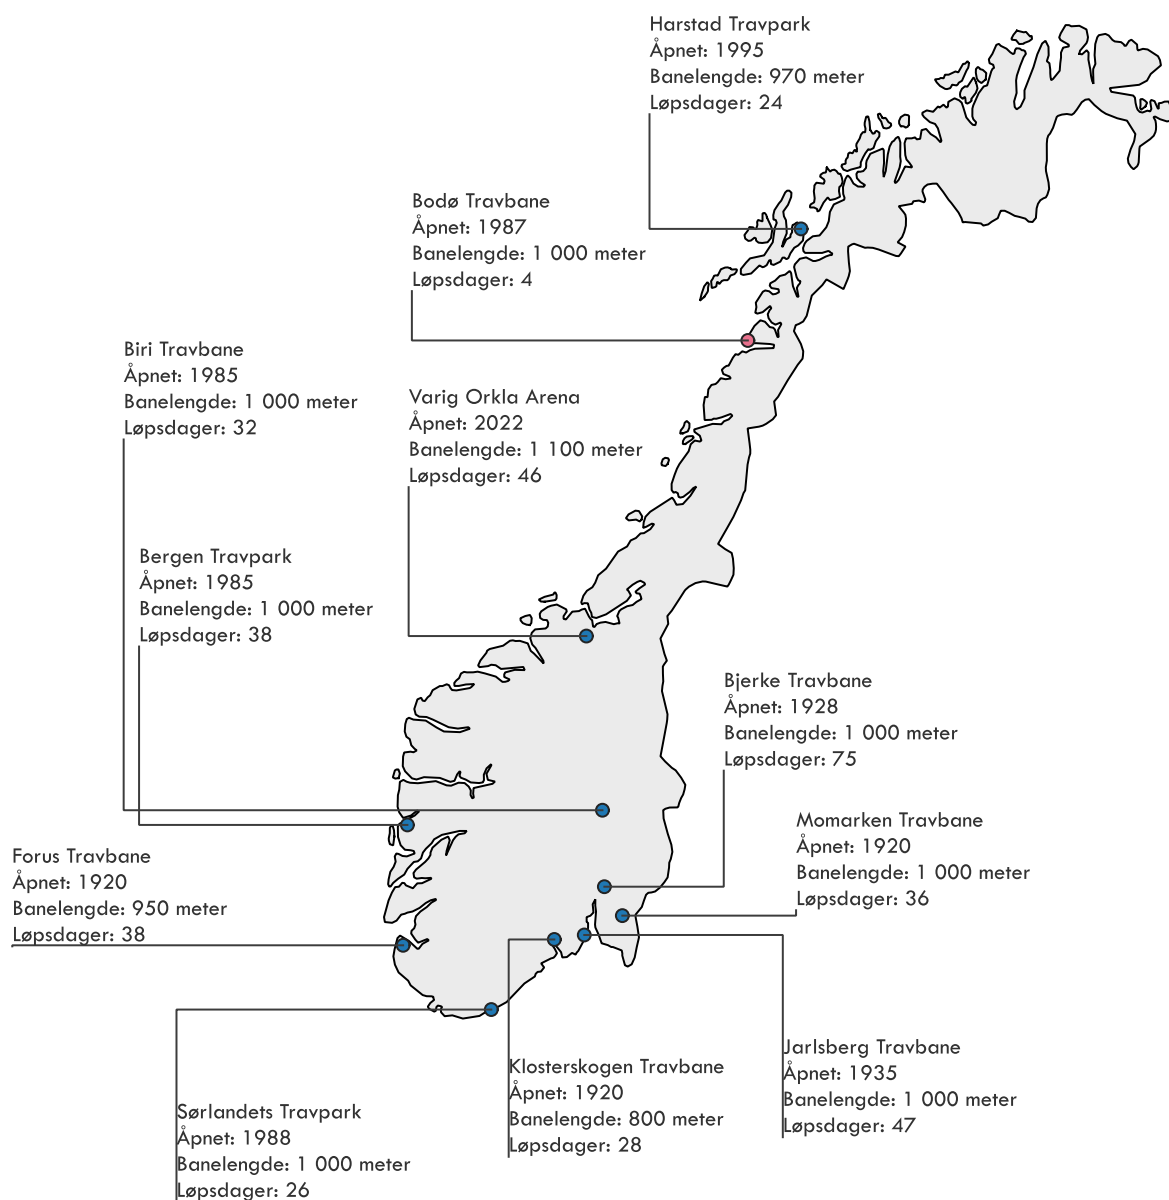 Harstad Travpark
Åpnet: 1995
Banelengde: 970 meter
Løpsdager: 24
Bodø Travbane
Åpnet: 1987
Banelengde: 1 000 meter
Løpsdager: 4
Biri Travbane
Åpnet: 1985
Banelengde: 1 000 meter
Løpsdager: 32
Varig Orkla Arena
Åpnet: 2022
Banelengde: 1 100 meter
Løpsdager: 46
Bergen Travpark
Åpnet: 1985
Banelengde: 1 000 meter
Løpsdager: 38
Bjerke Travbane
Åpnet: 1928
Banelengde: 1 000 meter
Løpsdager: 75
Momarken Travbane
Åpnet: 1920
Banelengde: 1 000 meter
Løpsdager: 36
Forus Travbane
Åpnet: 1920
Banelengde: 950 meter
Løpsdager: 38
Jarlsberg Travbane
Åpnet: 1935
Banelengde: 1 000 meter
Løpsdager: 47
Klosterskogen Travbane
Åpnet: 1920
Banelengde: 800 meter
Løpsdager: 28
Sørlandets Travpark
Åpnet: 1988
Banelengde: 1 000 meter
Løpsdager: 26